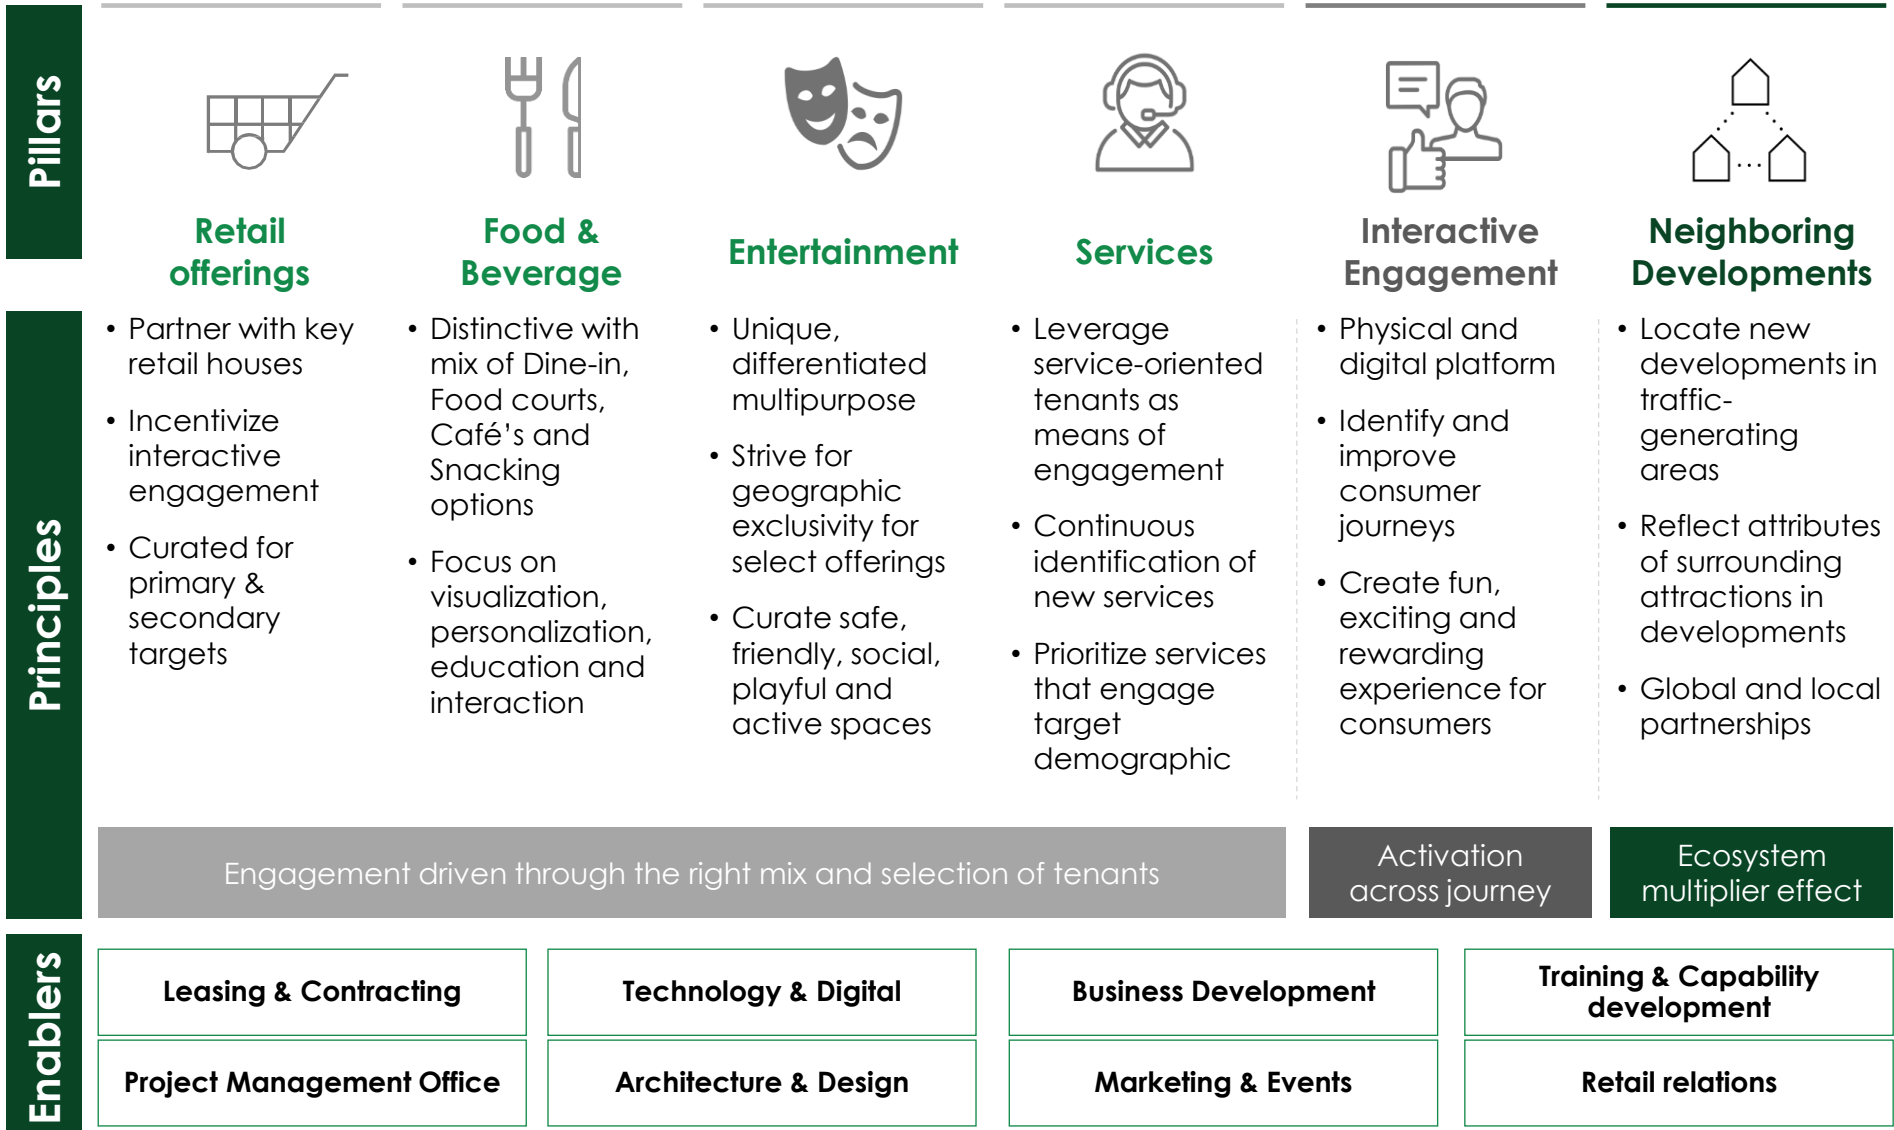 Pillars
Retail
offerings
Food &
Beverage
Entertainment
Services
Interactive
Engagement
Neighboring
Developments
Principles
• Partner with key
retail houses
• Incentivize
interactive
engagement
• Curated for
primary &
secondary
targets
• Distinctive with
mix of Dine-in,
Food courts,
Café's and
Snacking
options
• Focus on
visualization,
personalization,
education and
interaction
• Unique,
differentiated
multipurpose
• Strive for
geographic
exclusivity for
select offerings
• Curate safe,
friendly, social,
playful and
active spaces
• Leverage
service-oriented
tenants as
means of
engagement
• Continuous
identification of
new services
• Prioritize services
that engage
target
demographic
• Physical and
digital platform
• Identify and
improve
consumer
journeys
• Create fun,
exciting and
rewarding
experience for
consumers
• Locate new
developments in
traffic-
generating
areas
• Reflect attributes
of surrounding
attractions in
developments
• Global and local
partnerships
Engagement driven through the right mix and selection of tenants
Activation
across journey
Ecosystem
multiplier effect
Enablers
Leasing & Contracting
Technology & Digital
Business Development
Training & Capability
development
Project Management Office
Architecture & Design
Marketing & Events
Retail relations